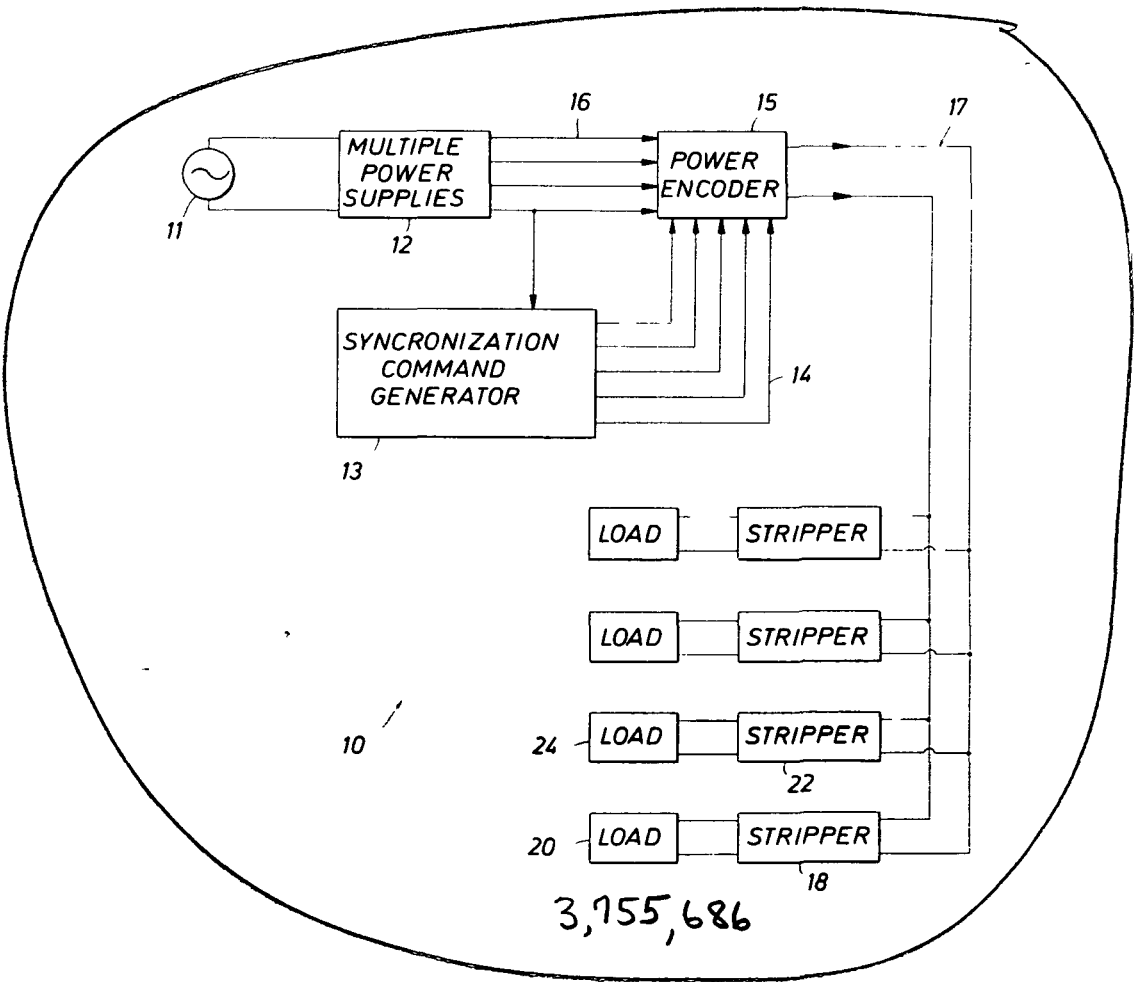 16
15
17
MULTIPLE
POWER
SUPPLIES
POWER
ENCODER
11
12
SYNCRONIZATION
COMMAND
GENERATOR
14
13
LOAD
STRIPPER
LOAD
STRIPPER
10
24
LOAD
STRIPPER
22
20
LOAD
STRIPPER
18
3,755,686